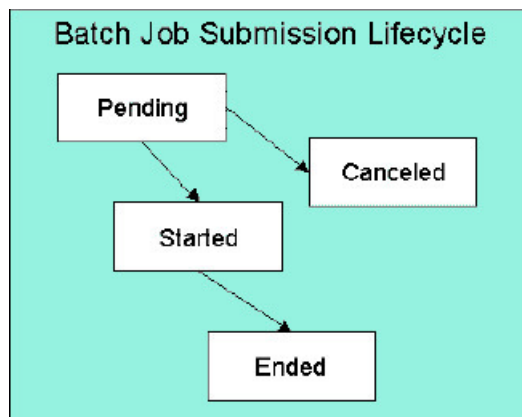 Batch Job Submission Lifecycle
Pending
Canceled
Started
Ended